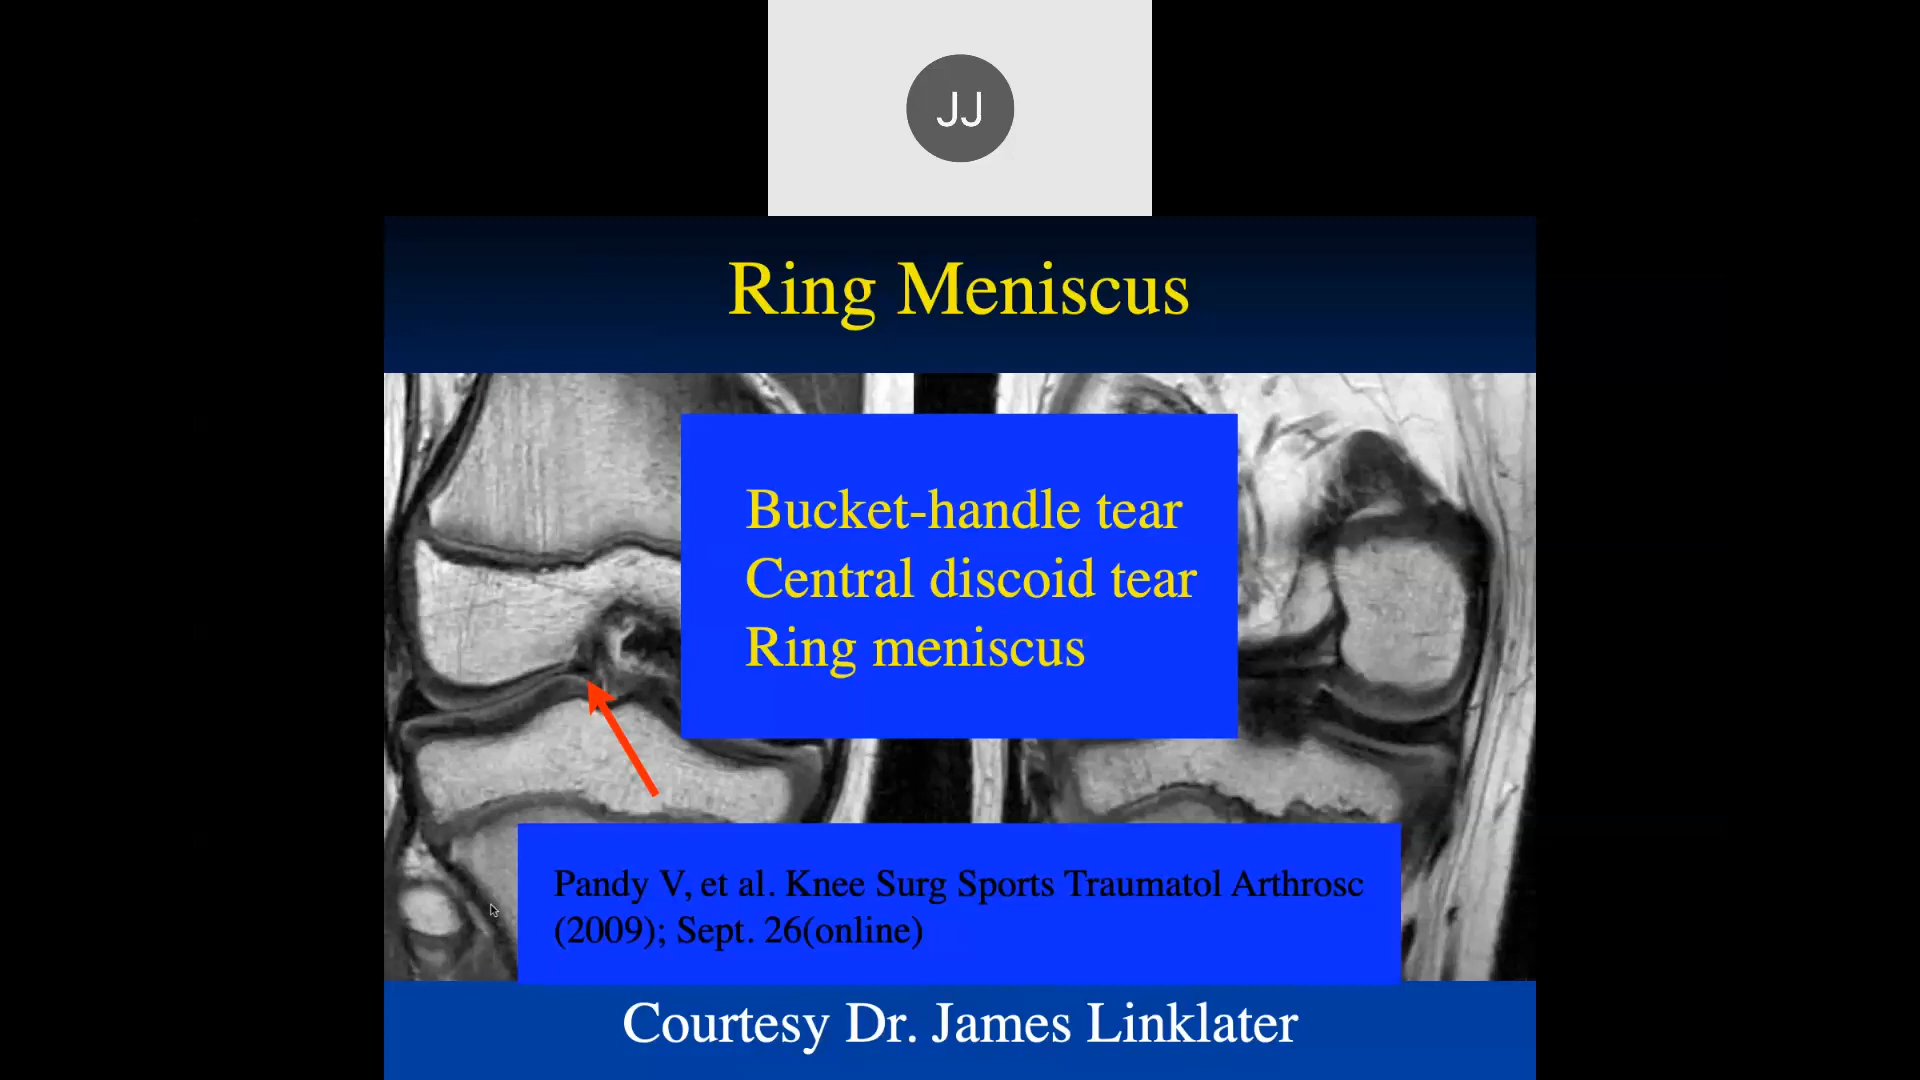 JJ
Ring Meniscus
Bucket-handle tear
Central discoid tear
Ring meniscus
Pandy V, et al. Knee Surg Sports Traumatol Arthrosc
(2009); Sept. 26(online)
Courtesy Dr. James Linklater